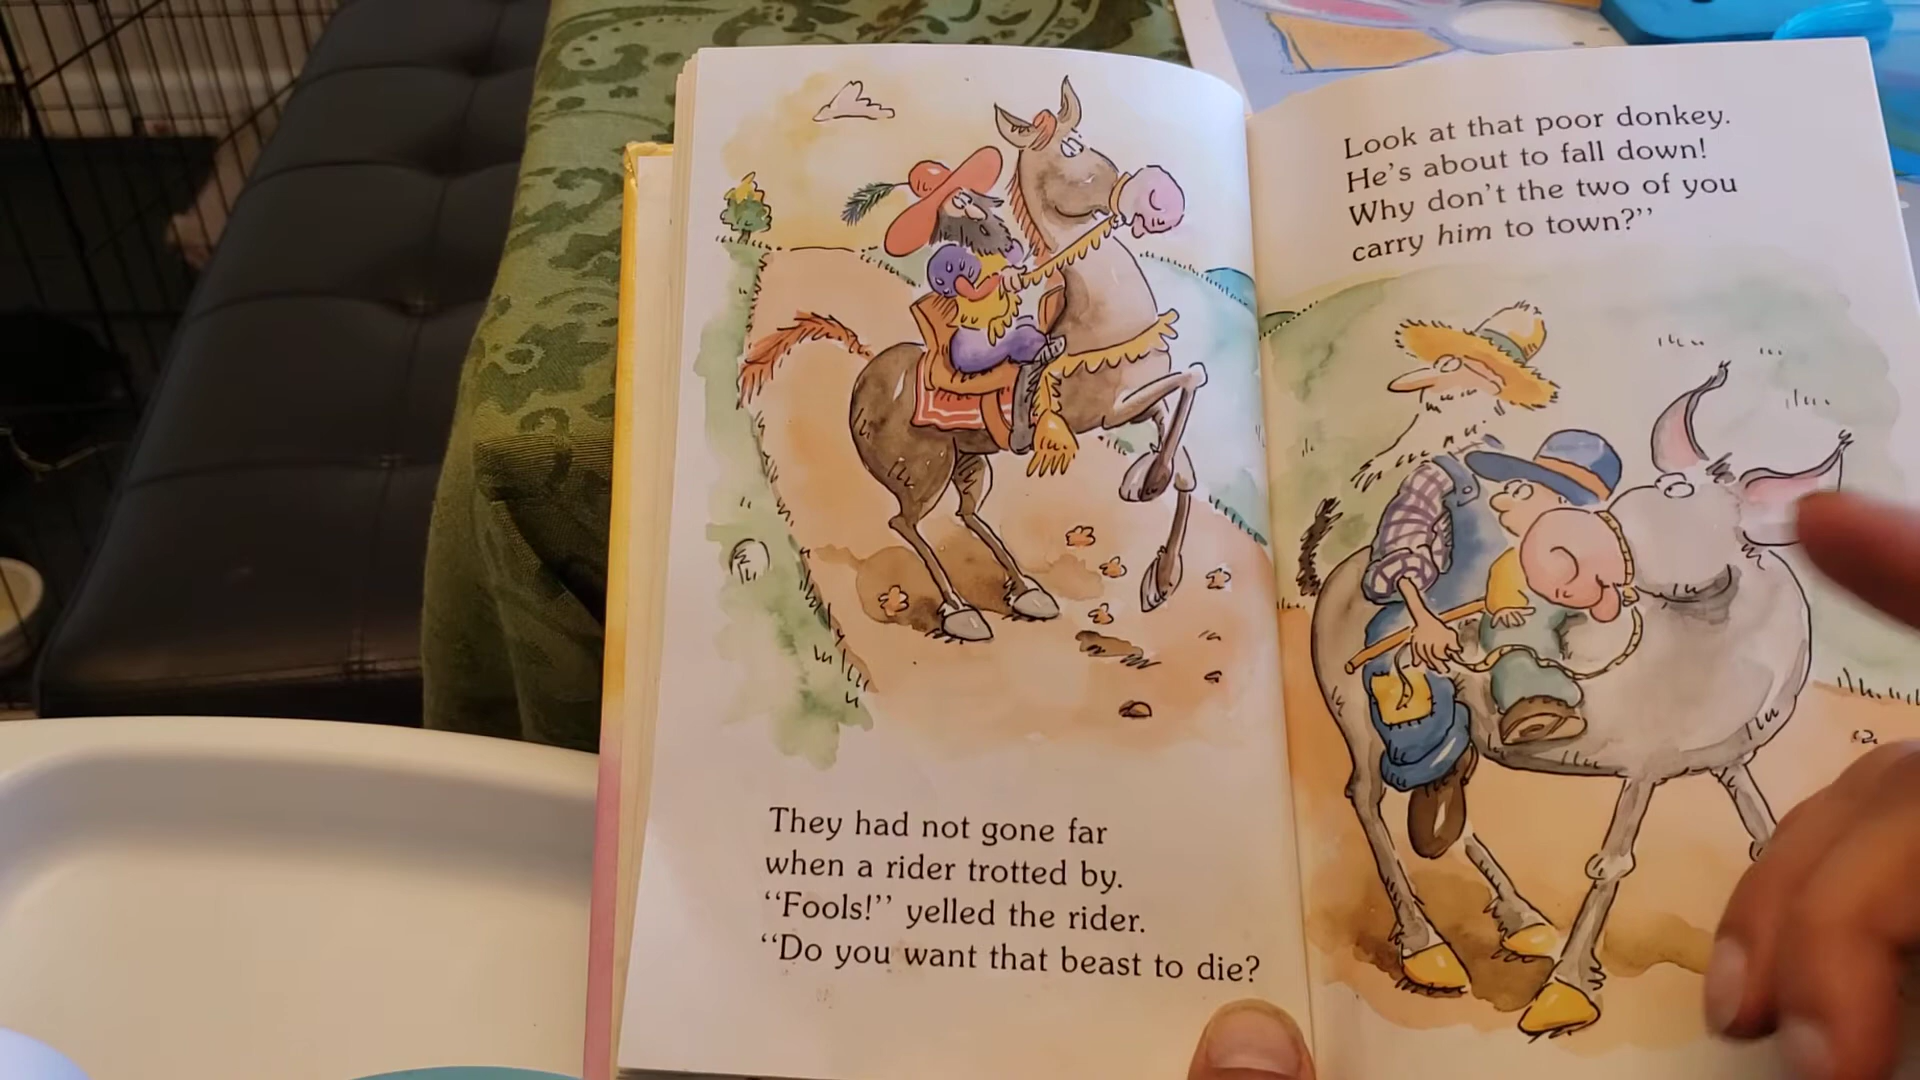 They had not gone far
when a rider trotted by.
‘‘Fools!’’ yelled the rider.
‘‘Do you want that beast to die?
Look at that poor donkey.
He’s about to fall down!
Why don’t the two of you
carry him to town?’’